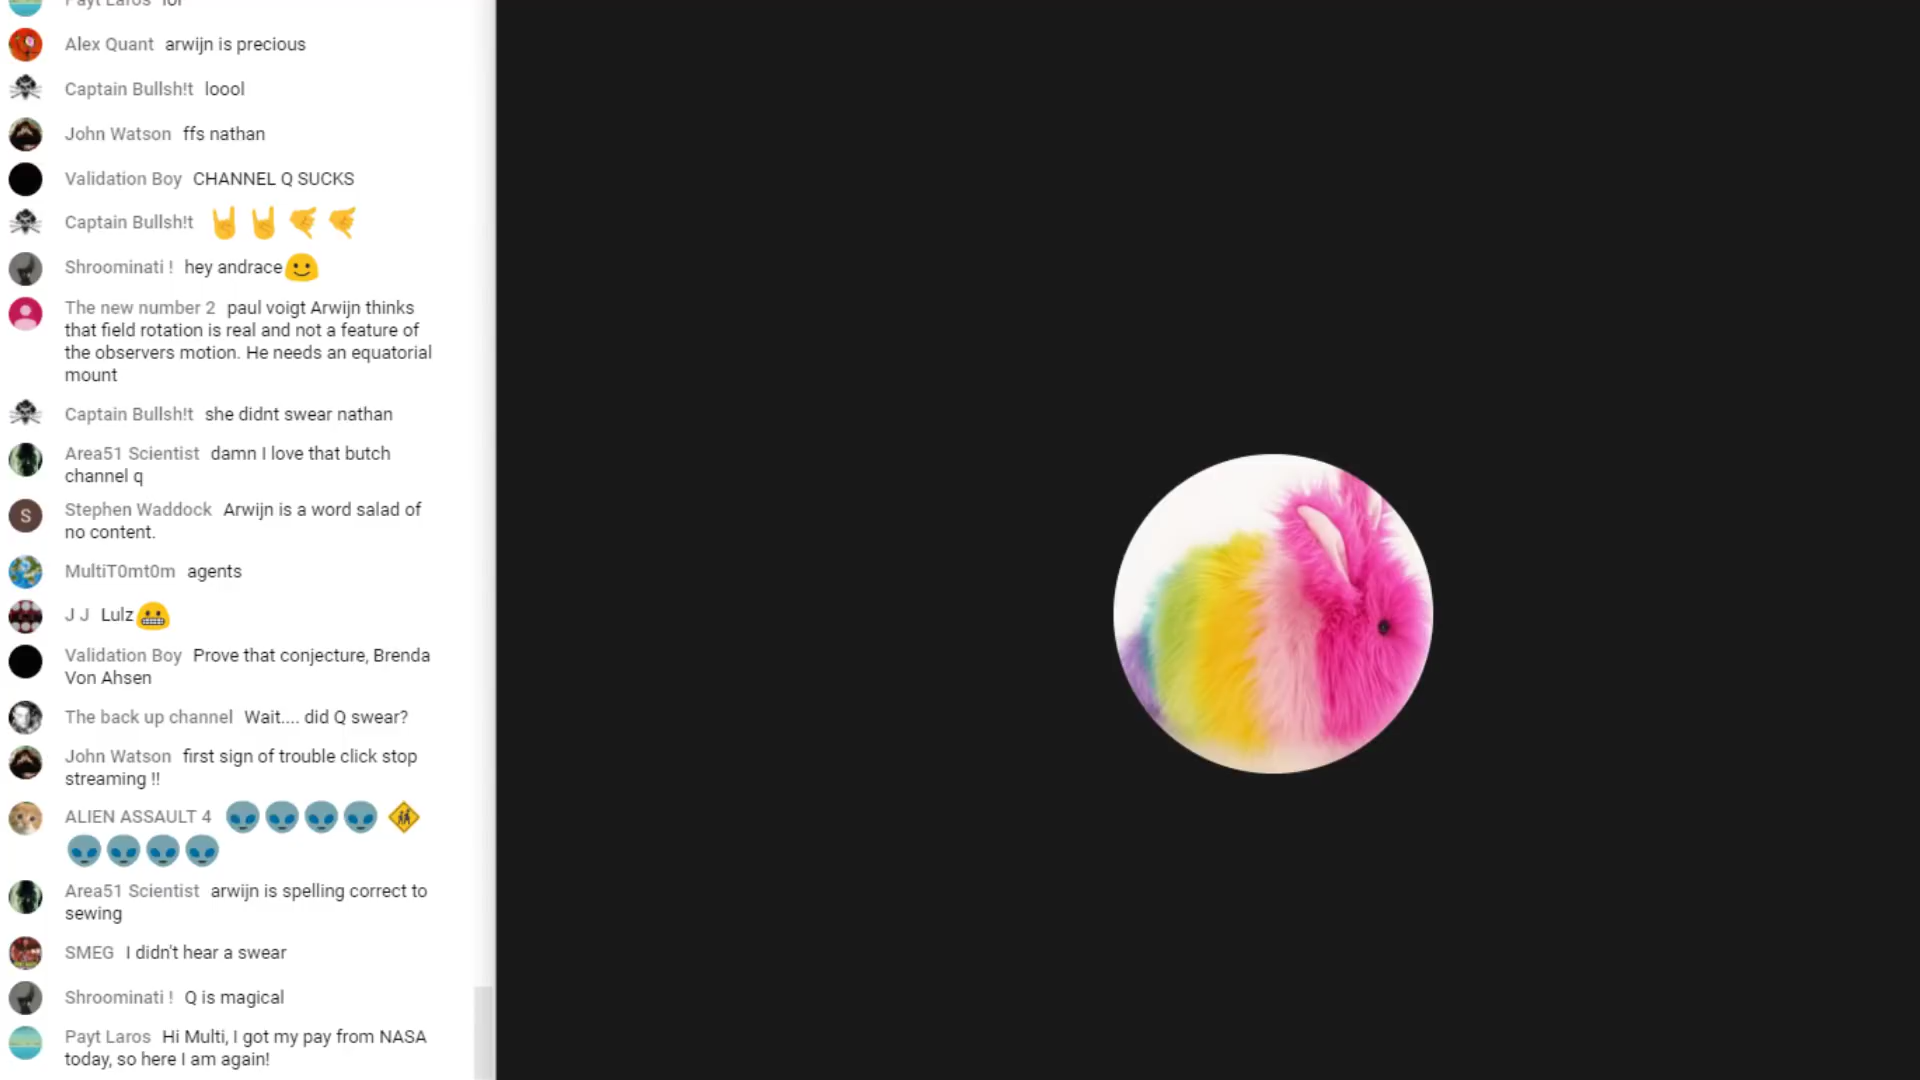 Payt Laros lol
Alex Quant arwijn is precious
Captain Bullsh!t loool
John Watson ffs nathan
Validation Boy CHANNEL Q SUCKS
Captain Bullsh!t 🤘 🤘 🤙 🤙
Shroominati ! hey andrace🙂
The new number 2 paul voigt Arwijn thinks
that field rotation is real and not a feature of
the observers motion. He needs an equatorial
mount
Captain Bullsh!t she didnt swear nathan
Area51 Scientist damn I love that butch
channel q
Stephen Waddock Arwijn is a word salad of
no content.
S
MultiT0mt0m agents
J J Lulz😬
Validation Boy Prove that conjecture, Brenda
Von Ahsen
The back up channel Wait.... did Q swear?
John Watson first sign of trouble click stop
streaming !!
ALIEN ASSAULT 4 👽 👽 👽 👽 🚸
👽 👽 👽 👽
Area51 Scientist arwijn is spelling correct to
sewing
SMEG I didn't hear a swear
Shroominati ! Q is magical
Payt Laros Hi Multi, I got my pay from NASA
today, so here I am again!